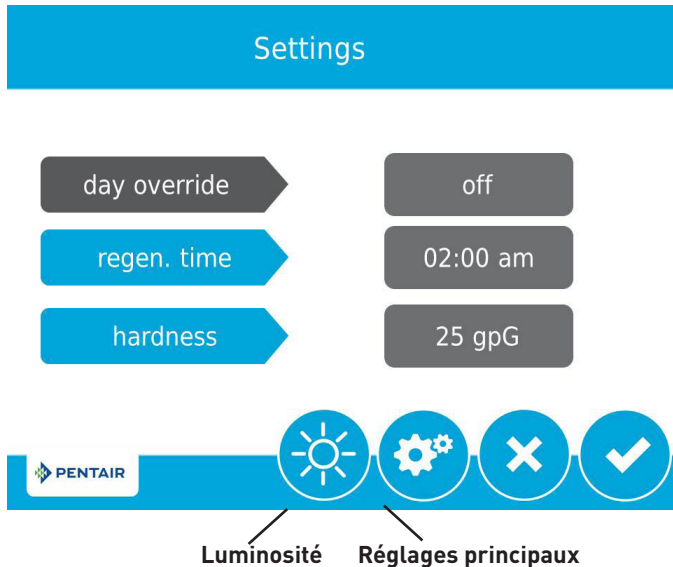 Settings
day override
off
regen. time
02:00 am
hardness
25 gpG
PENTAIR
Luminosité
Réglages principaux